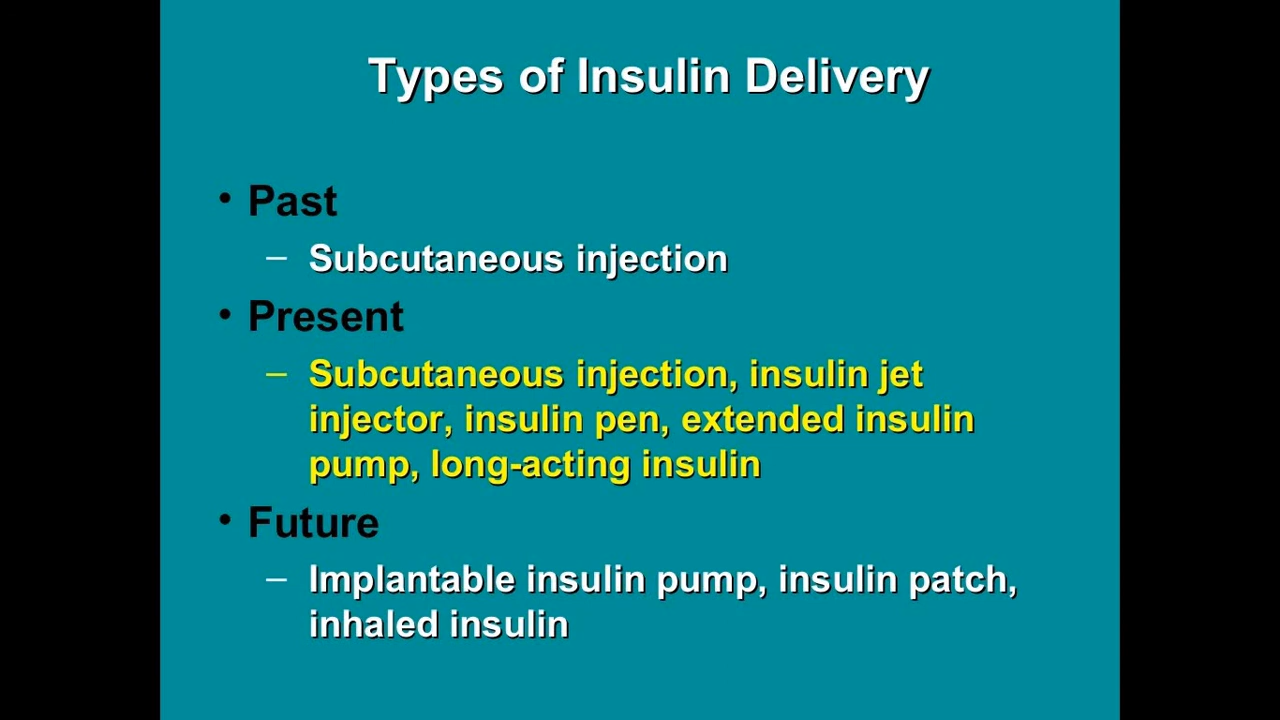 Types of Insulin Delivery
• Past
– Subcutaneous injection
• Present
– Subcutaneous injection, insulin jet
injector, insulin pen, extended insulin
pump, long-acting insulin
• Future
– Implantable insulin pump, insulin patch,
inhaled insulin